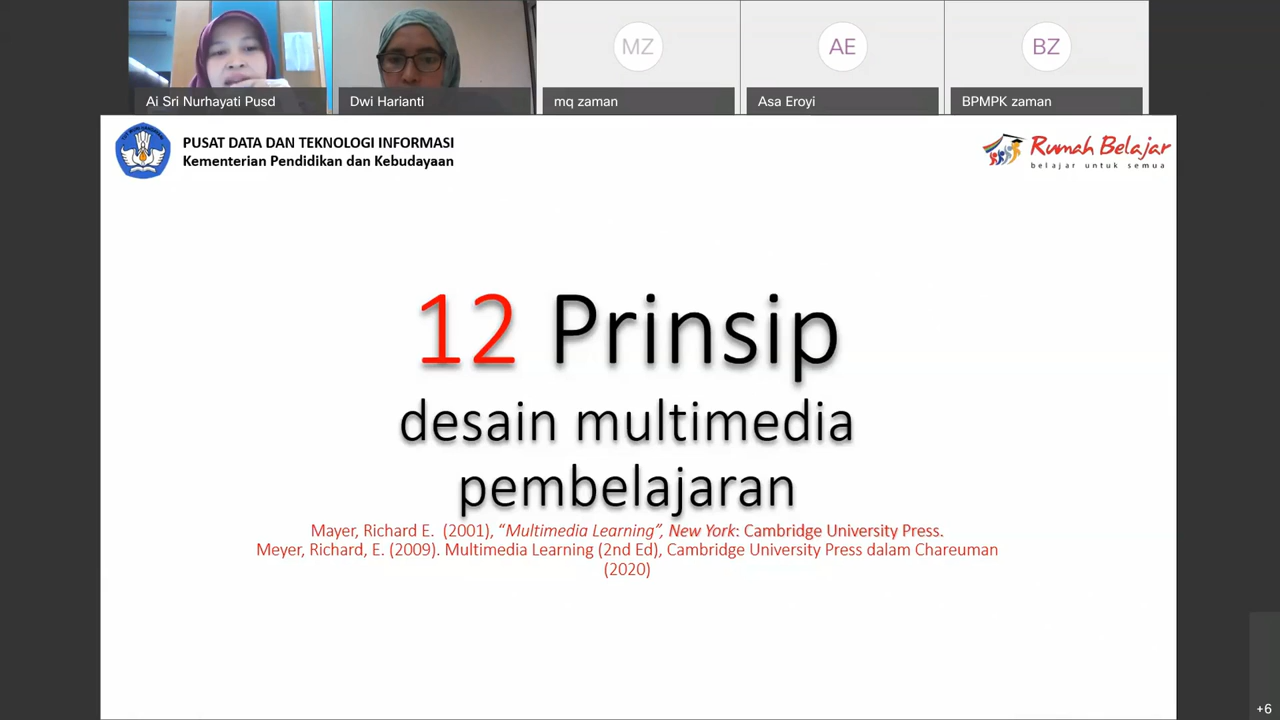 MZ
AE
BZ
Ai Sri Nurhayati Pusd
Dwi Harianti
mq zaman
Asa Eroyi
BPMPK zaman
PUSAT DATA DAN TEKNOLOGI INFORMASI
Kementerian Pendidikan dan Kebudayaan
Rumah Belajar
belajar untuk semua
12 Prinsip
desain multimedia
pembelajaran
Mayer, Richard E. (2001), “Multimedia Learning”, New York: Cambridge University Press.
Meyer, Richard, E. (2009). Multimedia Learning (2nd Ed), Cambridge University Press dalam Chareuman
(2020)
+6